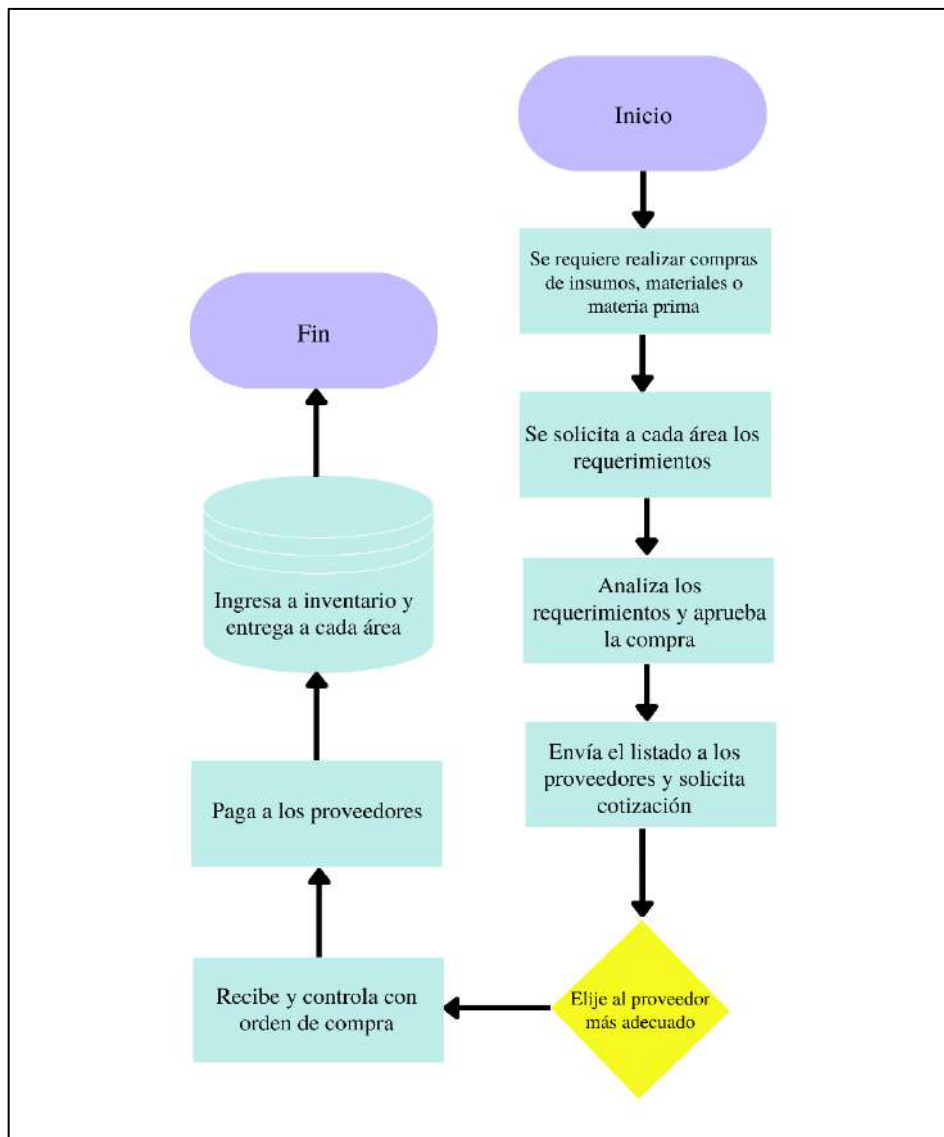 Inicio
Se requiere realizar compras
de insumos, materiales o
materia prima
Se solicita a cada área los
requerimientos
Analiza los
requerimientos y aprueba
la compra
Envía el listado a los
proveedores y solicita
cotización
Elije al proveedor
más adecuado
Recibe y controla con
orden de compra
Paga a los proveedores
Ingresa a inventario y
entrega a cada área
Fin